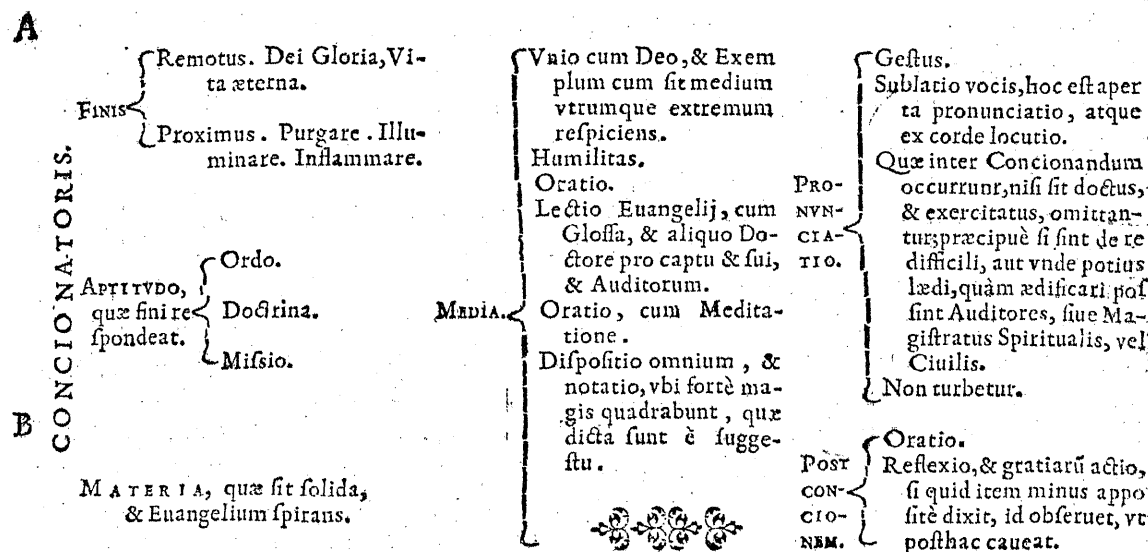 A
CONCIONATORIS.
FINIS
Remotus. Dei Gloria, Vi-
ta æterna.
Proximus. Purgare. Illu-
minare. Inflammare.
APTITVDO,
quæ fini re
ſpondeat.
Ordo.
Doctrina.
Miſsio.
B
MATERIA, quæ ſit ſolida,
& Euangelium ſpirans.
MEDIA.
Vnio cum Deo, & Exem
plum cum ſit medium
vtrumque extremum
reſpiciens.
Humilitas.
Oratio.
Lectio Euangelij, cum
Gloſſa, & aliquo Do-
ctore pro captu & ſui,
& Auditorum.
Oratio, cum Medita-
tione.
Diſpoſitio omnium, &
notatio, vbi fortè ma-
gis quadrabunt, quæ
dicta ſunt è ſugge-
ſtu.
PRO-
NVN-
CIA-
TIO.
Geſtus.
Sublatio vocis, hoc eſt aper
ta pronunciatio, atque
ex corde locutio.
Quæ inter Concionandum
occurrunt, niſi ſit doctus,
& exercitatus, omittan-
tur; præcipuè ſi ſint de re
difficili, aut vnde potius
lædi, quàm ædificari poſ
ſint Auditores, ſiue Ma-
giſtratus Spiritualis, vel
Ciuilis.
Non turbetur.
POST
CON-
CIO-
NEM.
Oratio.
Reflexio, & gratiarū actio,
ſi quid item minus appo
ſitè dixit, id obſeruet, vt
poſthac caueat.